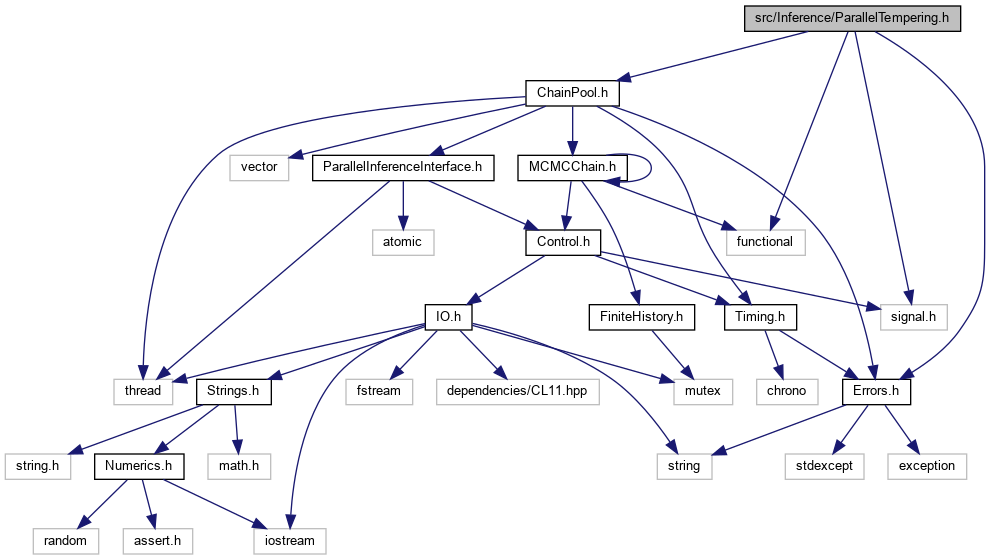 src/Inference/ParallelTempering.h
ChainPool.h
vector
ParallelInferenceInterface.h
MCMCChain.h
atomic
Control.h
functional
IO.h
FiniteHistory.h
Timing.h
signal.h
thread
Strings.h
fstream
dependencies/CL11.hpp
mutex
chrono
Errors.h
string.h
Numerics.h
math.h
string
stdexcept
exception
random
assert.h
iostream